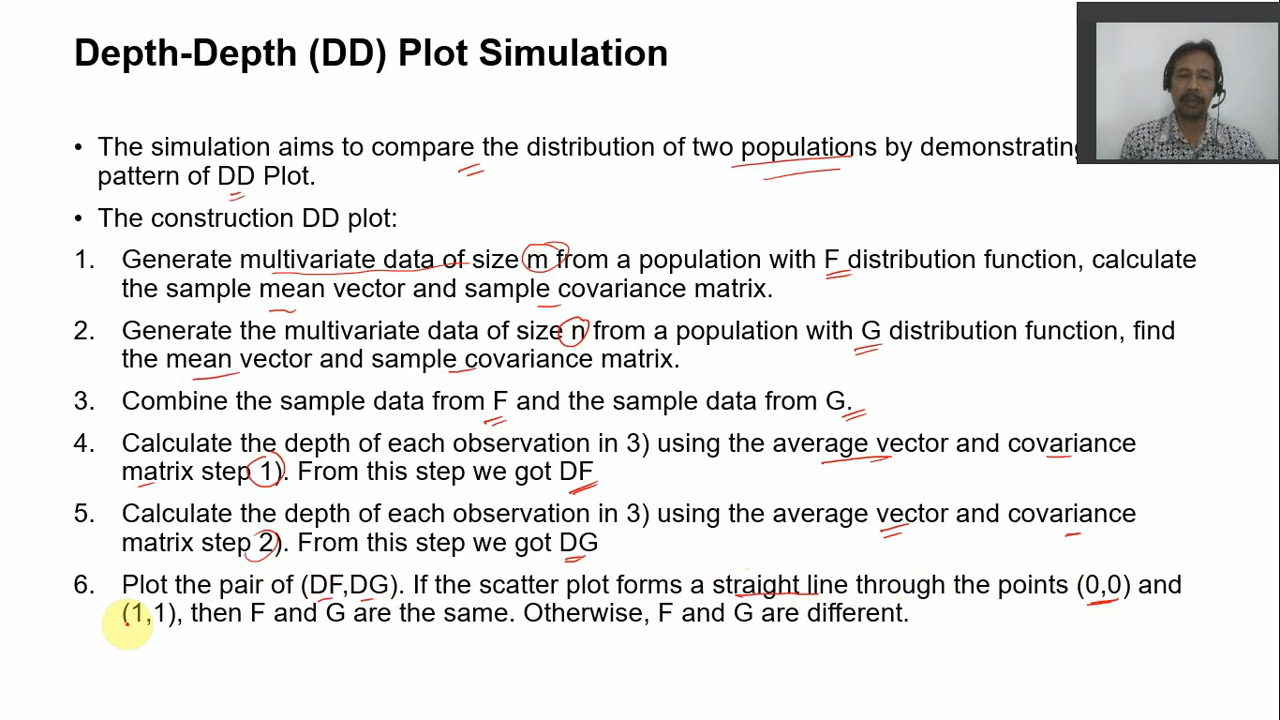 Depth-Depth (DD) Plot Simulation
• The simulation aims to compare the distribution of two populations by demonstrating
pattern of DD Plot.
• The construction DD plot:
1. Generate multivariate data of size m from a population with F distribution function, calculate
the sample mean vector and sample covariance matrix.
2. Generate the multivariate data of size n from a population with G distribution function, find
the mean vector and sample covariance matrix.
3. Combine the sample data from F and the sample data from G.
4. Calculate the depth of each observation in 3) using the average vector and covariance
matrix step 1). From this step we got DF
5. Calculate the depth of each observation in 3) using the average vector and covariance
matrix step 2). From this step we got DG
6. Plot the pair of (DF,DG). If the scatter plot forms a straight line through the points (0,0) and
(1,1), then F and G are the same. Otherwise, F and G are different.